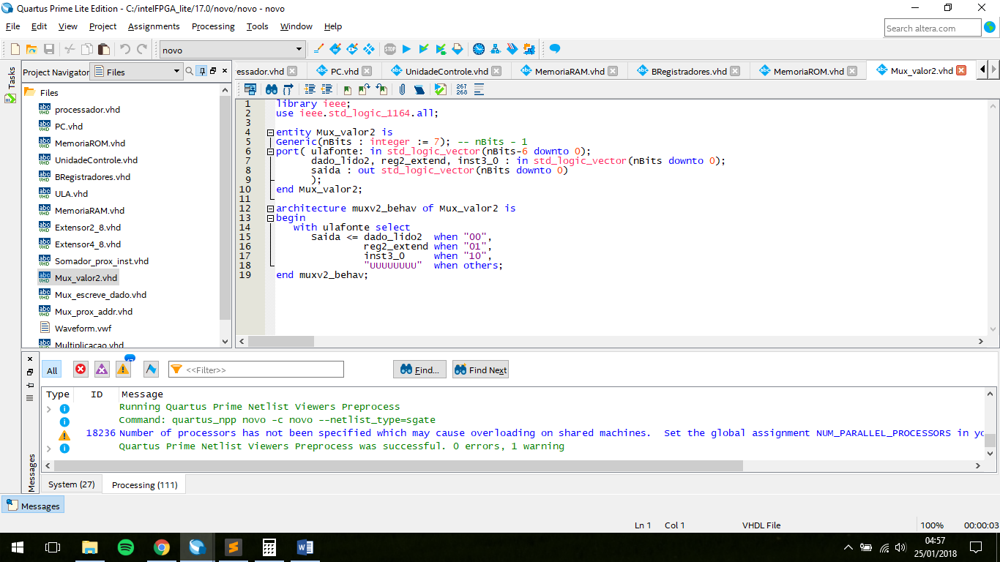 Quartus Prime Lite Edition - C:/intelFPGA_lite/17.0/novo/novo - novo
File Edit View Project Assignments Processing Tools Window Help
Search altera.com
novo
STOP
Tasks
Project Navigator Files
essador.vhd PC.vhd UnidadeControle.vhd MemoriaRAM.vhd BRegistradores.vhd MemoriaROM.vhd Mux_valor2.vhd
267
268
Files
processador.vhd
PC.vhd
MemoriaROM.vhd
UnidadeControle.vhd
BRegistradores.vhd
ULA.vhd
MemoriaRAM.vhd
Extensor2_8.vhd
Extensor4_8.vhd
Somador_prox_inst.vhd
Mux_valor2.vhd
Mux_escreve_dado.vhd
Mux_prox_addr.vhd
Waveform.vwf
Multiplicacao.vhd
1 library ieee;
2 use ieee.std_logic_1164.all;
3
4 entity Mux_valor2 is
5 Generic(nBits : integer := 7); -- nBits - 1
6 port( ulafonte: in std_logic_vector(nBits-6 downto 0);
7 dado_lido2, reg2_extend, inst3_0 : in std_logic_vector(nBits downto 0);
8 saida : out std_logic_vector(nBits downto 0)
9 );
10 end Mux_valor2;
11
12 architecture muxv2_behav of Mux_valor2 is
13 begin
14 with ulafonte select
15 Saida <= dado_lido2 when "00",
16 reg2_extend when "01",
17 inst3_0 when "10",
18 "UUUUUUUU" when others;
19 end muxv2_behav;
All <<Filter>> Find... Find Next
Type ID Message
Running Quartus Prime Netlist Viewers Preprocess
Command: quartus_npp novo -c novo --netlist_type=sgate
18236 Number of processors has not been specified which may cause overloading on shared machines. Set the global assignment NUM_PARALLEL_PROCESSORS in yo
Quartus Prime Netlist Viewers Preprocess was successful. 0 errors, 1 warning
Messages
System (27) Processing (111)
Messages
Ln 1 Col 1 VHDL File 100% 00:00:03
04:57
25/01/2018